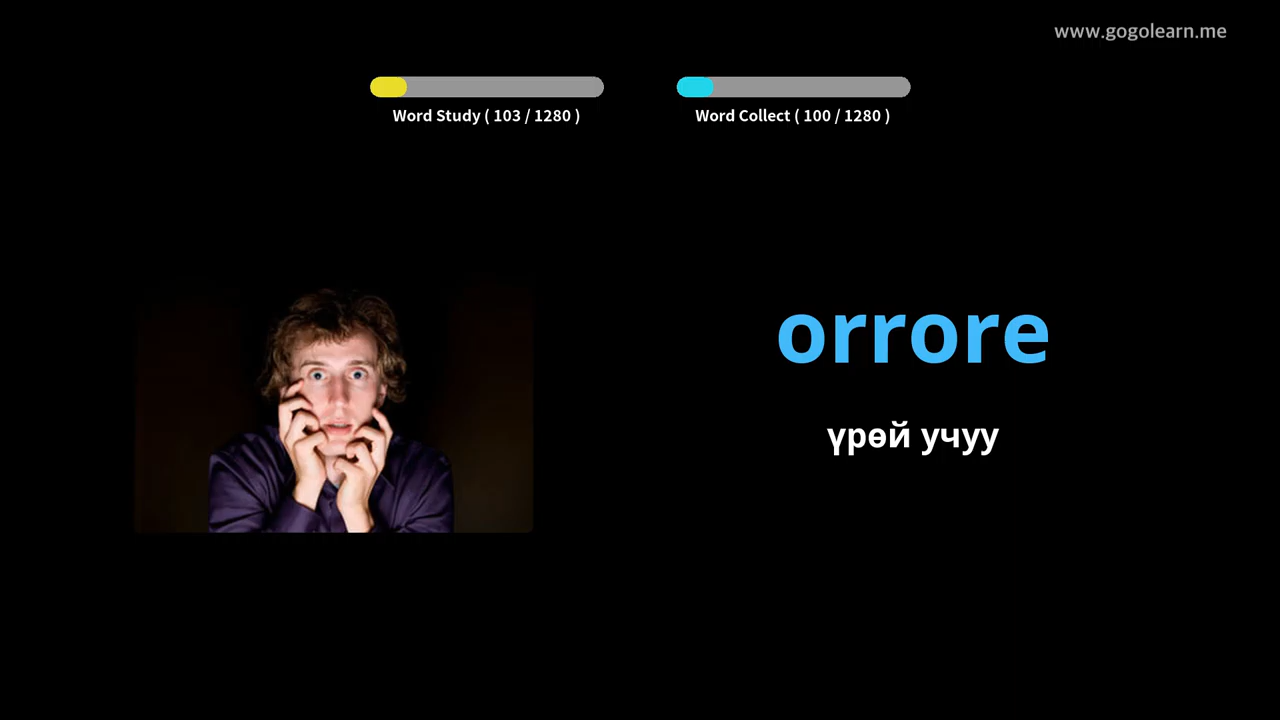 www.gogolearn.me
Word Study ( 103 / 1280 )
Word Collect ( 100 / 1280 )
orrore
үрөй учуу